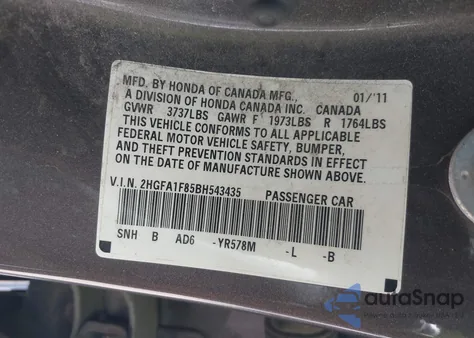 MFD. BY HONDA OF CANADA MFG., 01/'11
A DIVISION OF HONDA CANADA INC. CANADA
GVWR 3737LBS GAWR F 1973LBS R 1764LBS
THIS VEHICLE CONFORMS TO ALL APPLICABLE
FEDERAL MOTOR VEHICLE SAFETY, BUMPER,
AND THEFT PREVENTION STANDARDS IN EFFECT
ON THE DATE OF MANUFACTURE SHOWN ABOVE.
V.I.N. 2HGFA1F85BH543435 PASSENGER CAR
SNH B AD6 -YR578M -L -B
auraSnap